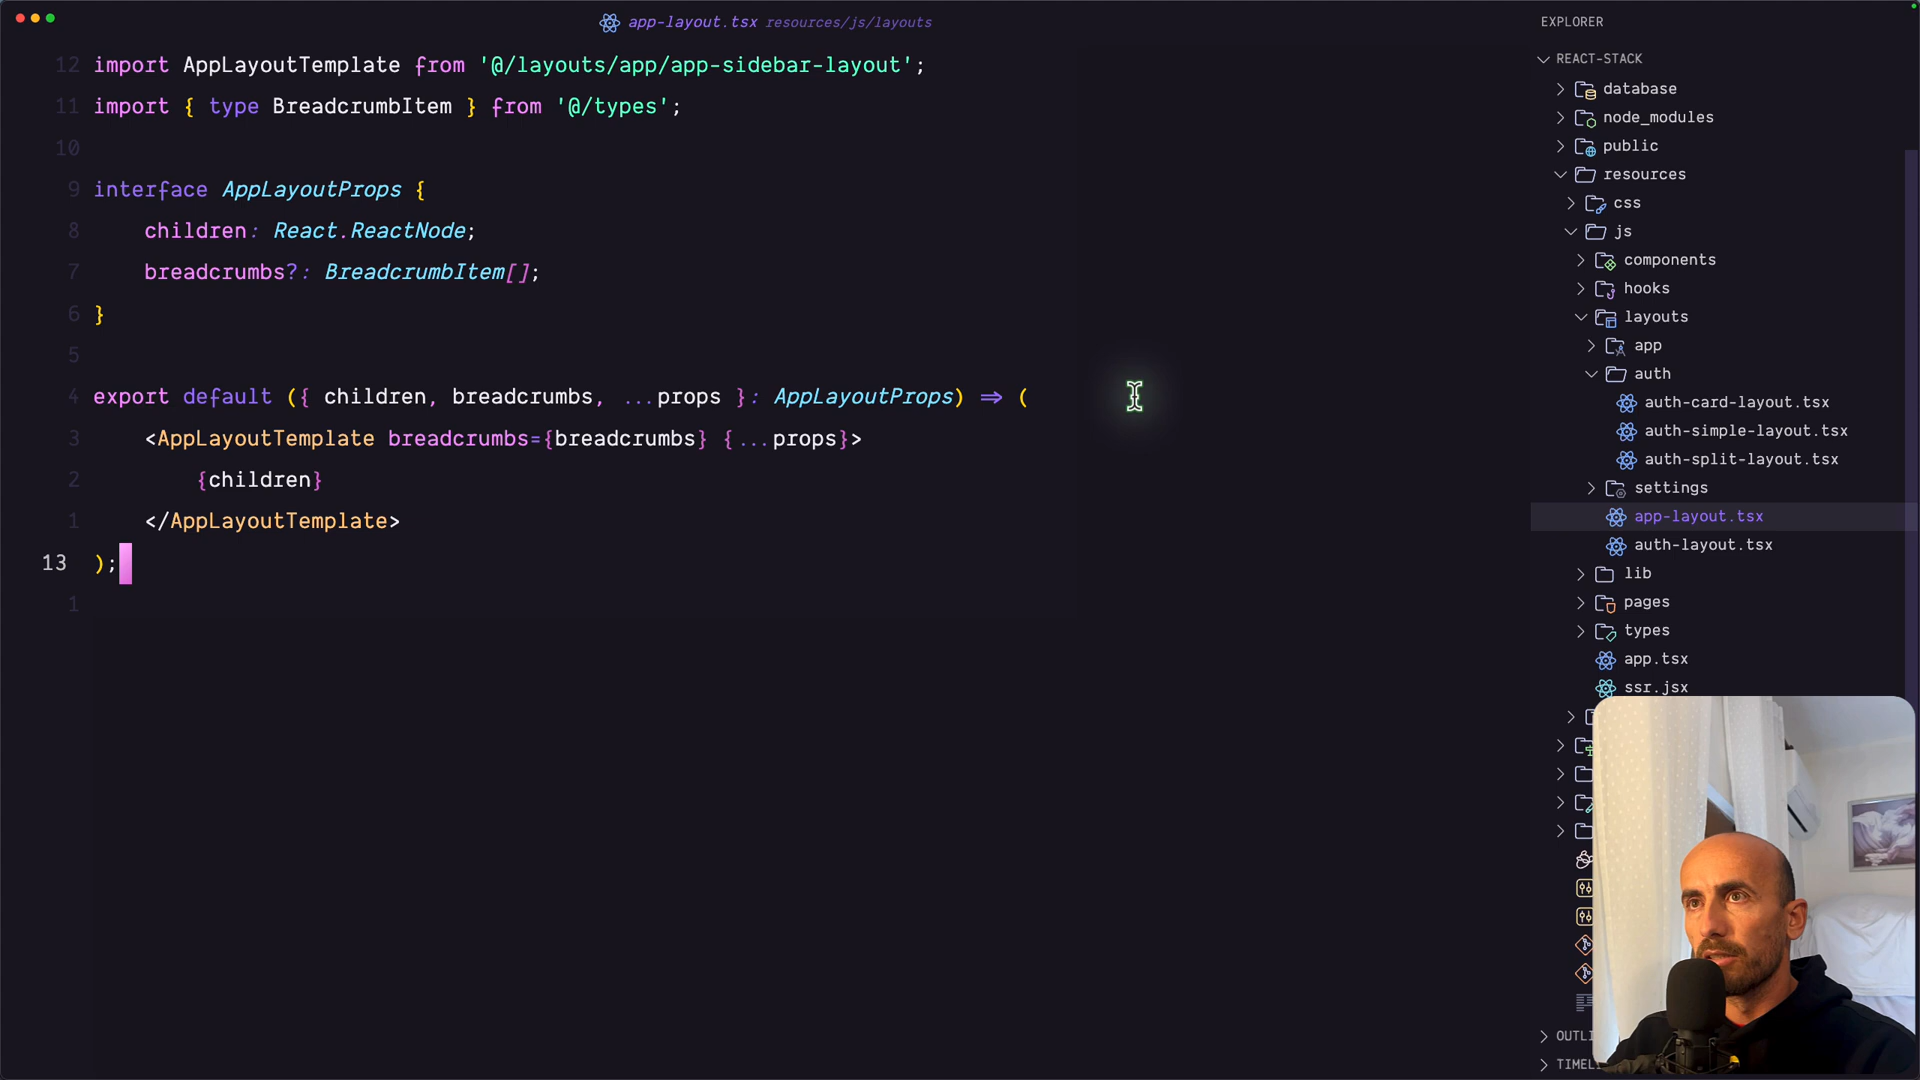 app-layout.tsx resources/js/layouts
12 import AppLayoutTemplate from '@/layouts/app/app-sidebar-layout';
11 import { type BreadcrumbItem } from '@/types';
10
9 interface AppLayoutProps {
8 children: React.ReactNode;
7 breadcrumbs?: BreadcrumbItem[];
6 }
5
4 export default ({ children, breadcrumbs, ...props }: AppLayoutProps) => (
3 <AppLayoutTemplate breadcrumbs={breadcrumbs} {...props}>
2 {children}
1 </AppLayoutTemplate>
13 );
1
EXPLORER
REACT-STACK
database
node_modules
public
resources
css
js
components
hooks
layouts
app
auth
auth-card-layout.tsx
auth-simple-layout.tsx
auth-split-layout.tsx
settings
app-layout.tsx
auth-layout.tsx
lib
pages
types
app.tsx
ssr.jsx
OUTLI
TIMEL